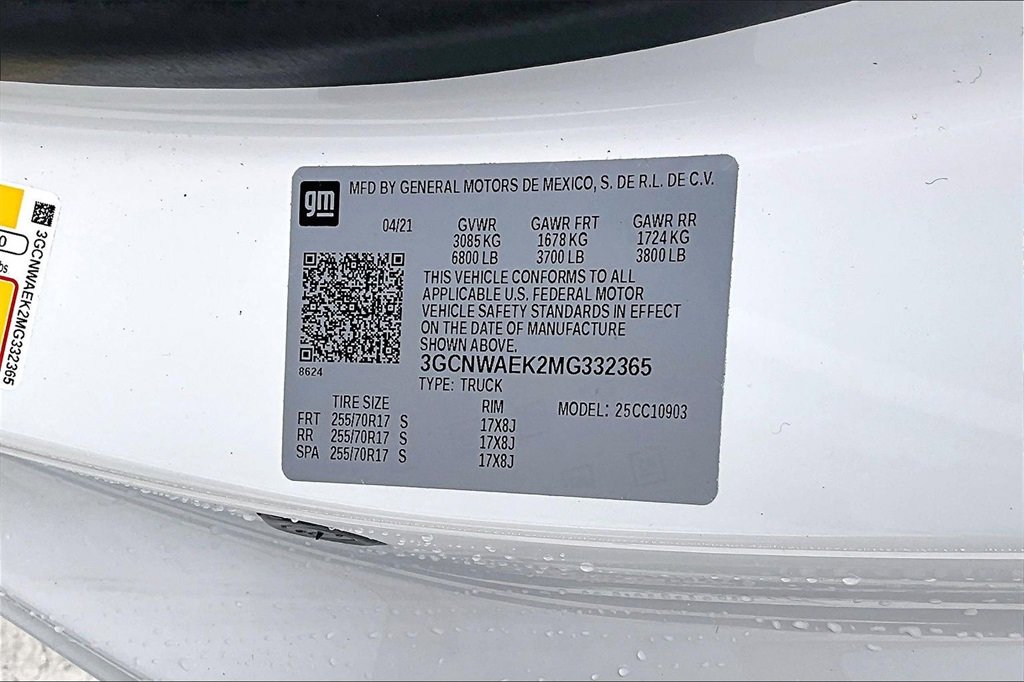 gm MFD BY GENERAL MOTORS DE MEXICO, S. DE R.L. DE C.V.
04/21 GVWR GAWR FRT GAWR RR
3085 KG 1678 KG 1724 KG
6800 LB 3700 LB 3800 LB
THIS VEHICLE CONFORMS TO ALL
APPLICABLE U.S. FEDERAL MOTOR
VEHICLE SAFETY STANDARDS IN EFFECT
ON THE DATE OF MANUFACTURE
SHOWN ABOVE.
8624
3GCNWAEK2MG332365
TYPE: TRUCK
TIRE SIZE RIM MODEL: 25CC10903
FRT 255/70R17 S 17X8J
RR 255/70R17 S 17X8J
SPA 255/70R17 S 17X8J
3GCNWAEK2MG332365